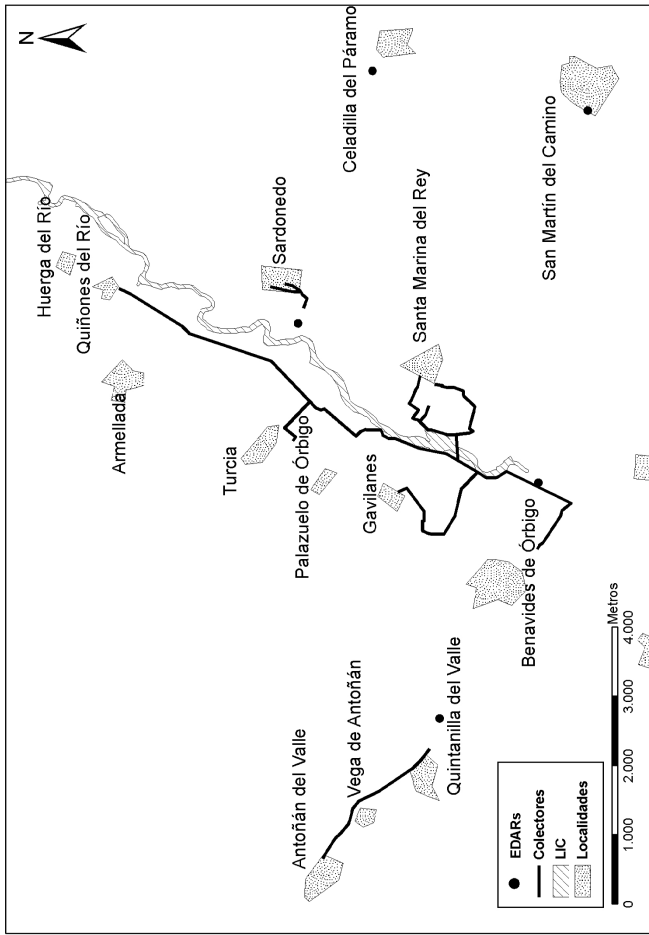 N
Huerga del Río
Quiñones del Río
Armellada
Turcia
Sardonedo
Antoñán del Valle
Palazuelo de Órbigo
Celadilla del Páramo
Vega de Antoñán
Gavilanes
Santa Marina del Rey
Quintanilla del Valle
Benavides de Órbigo
San Martín del Camino
EDARs
Colectores
LIC
Localidades
Metros
0 1.000 2.000 3.000 4.000